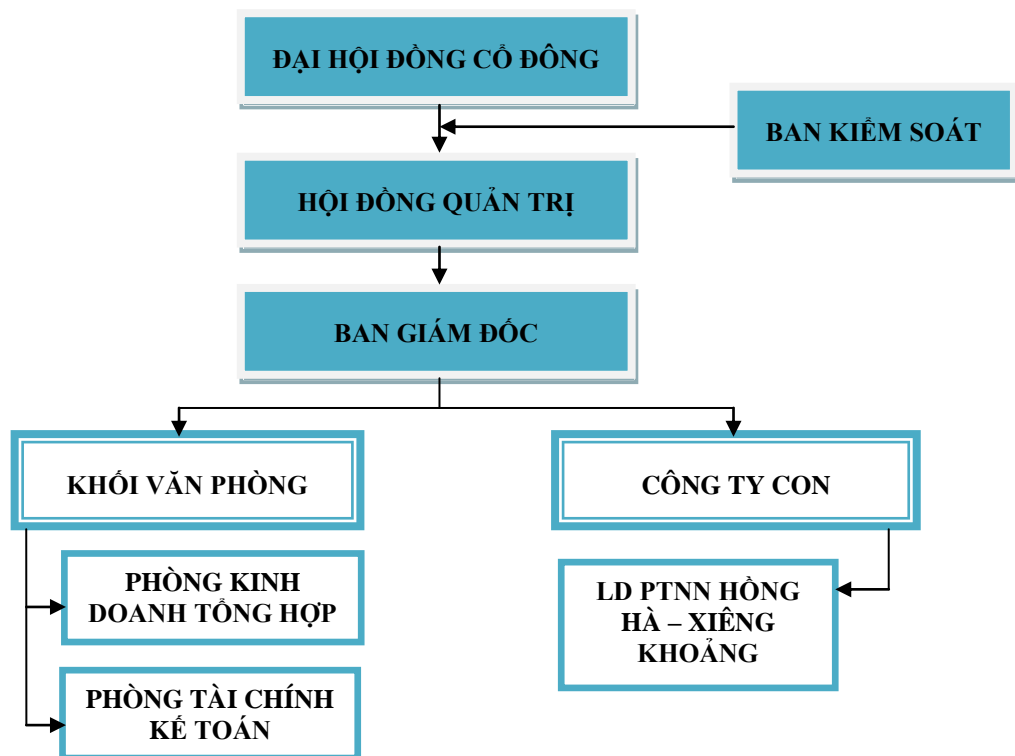 ĐẠI HỘI ĐỒNG CỔ ĐÔNG
BAN KIỂM SOÁT
HỘI ĐỒNG QUẢN TRỊ
BAN GIÁM ĐỐC
KHỐI VĂN PHÒNG
CÔNG TY CON
PHÒNG KINH
DOANH TỔNG HỢP
LD PTNN HỒNG
HÀ – XIÊNG
KHOẢNG
PHÒNG TÀI CHÍNH
KẾ TOÁN